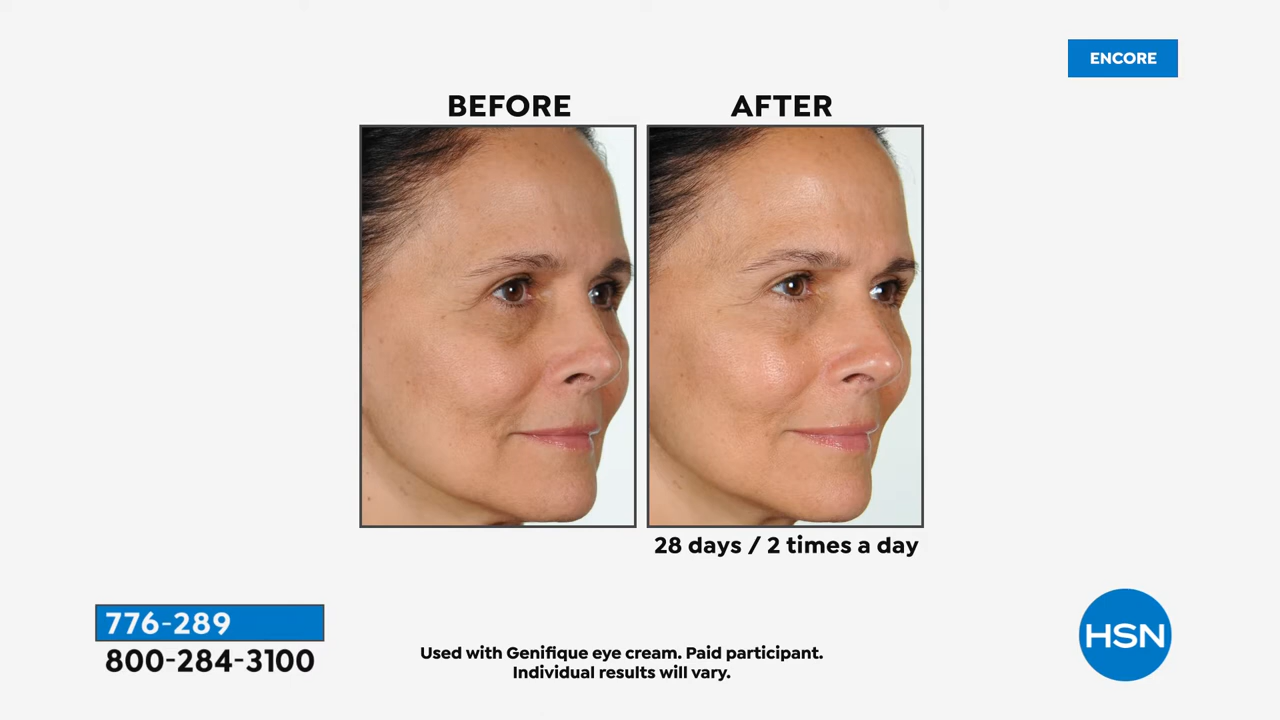 ENCORE
BEFORE
AFTER
28 days / 2 times a day
776-289
800-284-3100
Used with Genifique eye cream. Paid participant.
Individual results will vary.
HSN